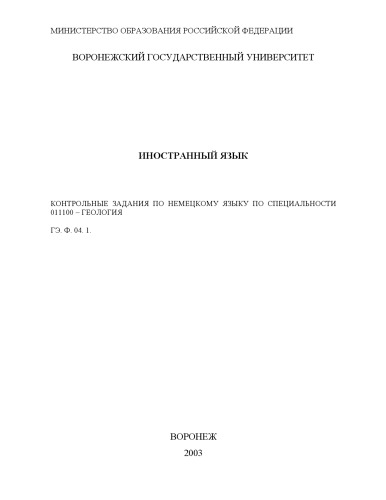 МИНИСТЕРСТВО ОБРАЗОВАНИЯ РОССИЙСКОЙ ФЕДЕРАЦИИ
ВОРОНЕЖСКИЙ ГОСУДАРСТВЕННЫЙ УНИВЕРСИТЕТ
ИНОСТРАННЫЙ ЯЗЫК
КОНТРОЛЬНЫЕ ЗАДАНИЯ ПО НЕМЕЦКОМУ ЯЗЫКУ ПО СПЕЦИАЛЬНОСТИ
011100 – ГЕОЛОГИЯ
ГЭ. Ф. 04. 1.
ВОРОНЕЖ
2003